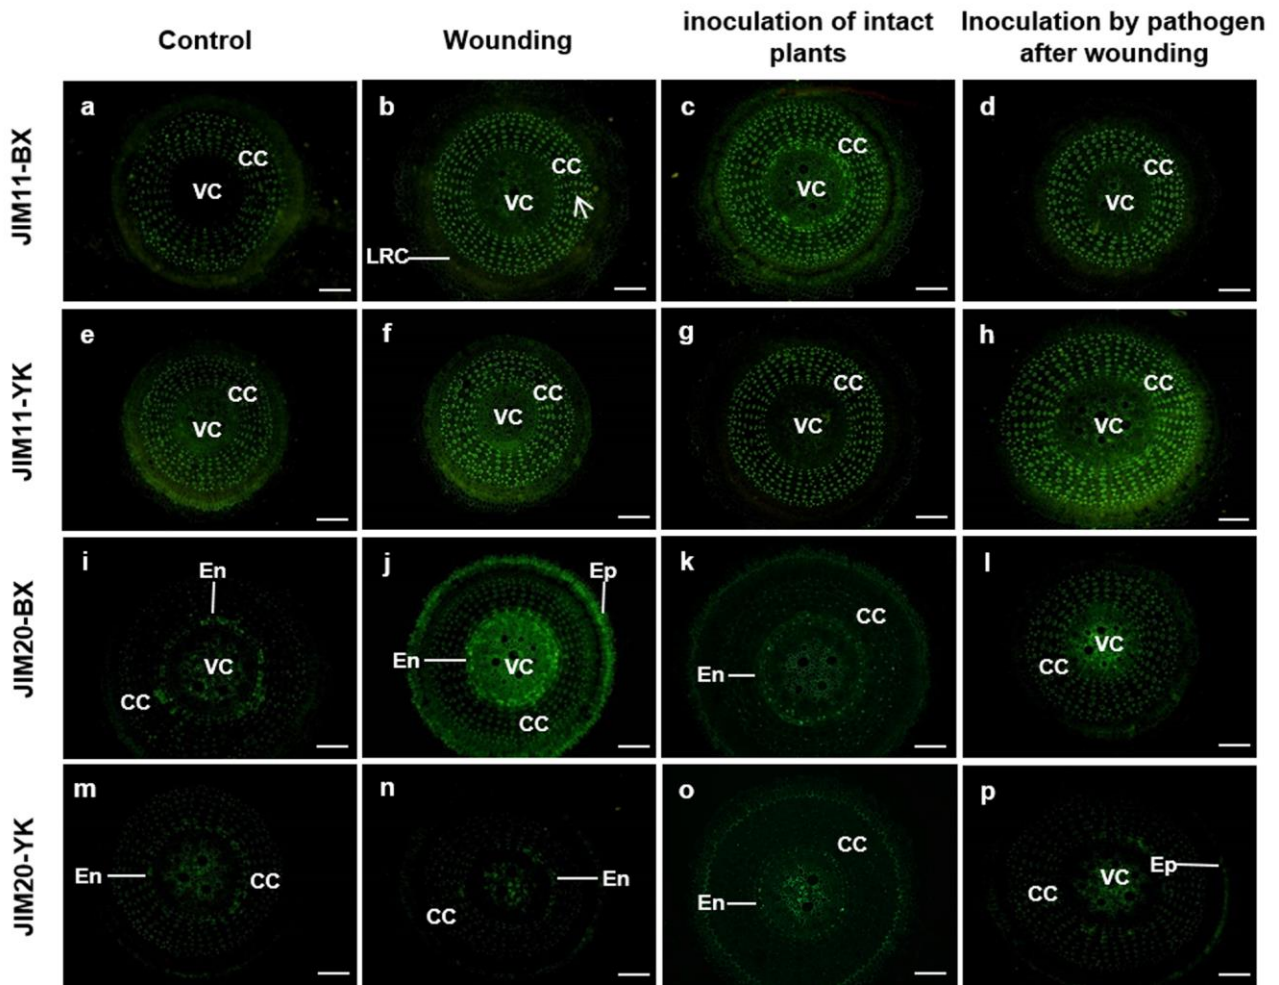 Control
Wounding
inoculation of intact
plants
Inoculation by pathogen
after wounding
JIM11-BX
a
CC
VC
b
CC
VC
LRC
c
CC
VC
d
CC
VC
JIM11-YK
e
CC
VC
f
CC
VC
g
CC
VC
h
CC
VC
JIM20-BX
i
En
VC
CC
j
Ep
En
VC
CC
k
CC
En
l
VC
CC
JIM20-YK
m
En
CC
n
En
CC
o
CC
En
p
Ep
VC
CC